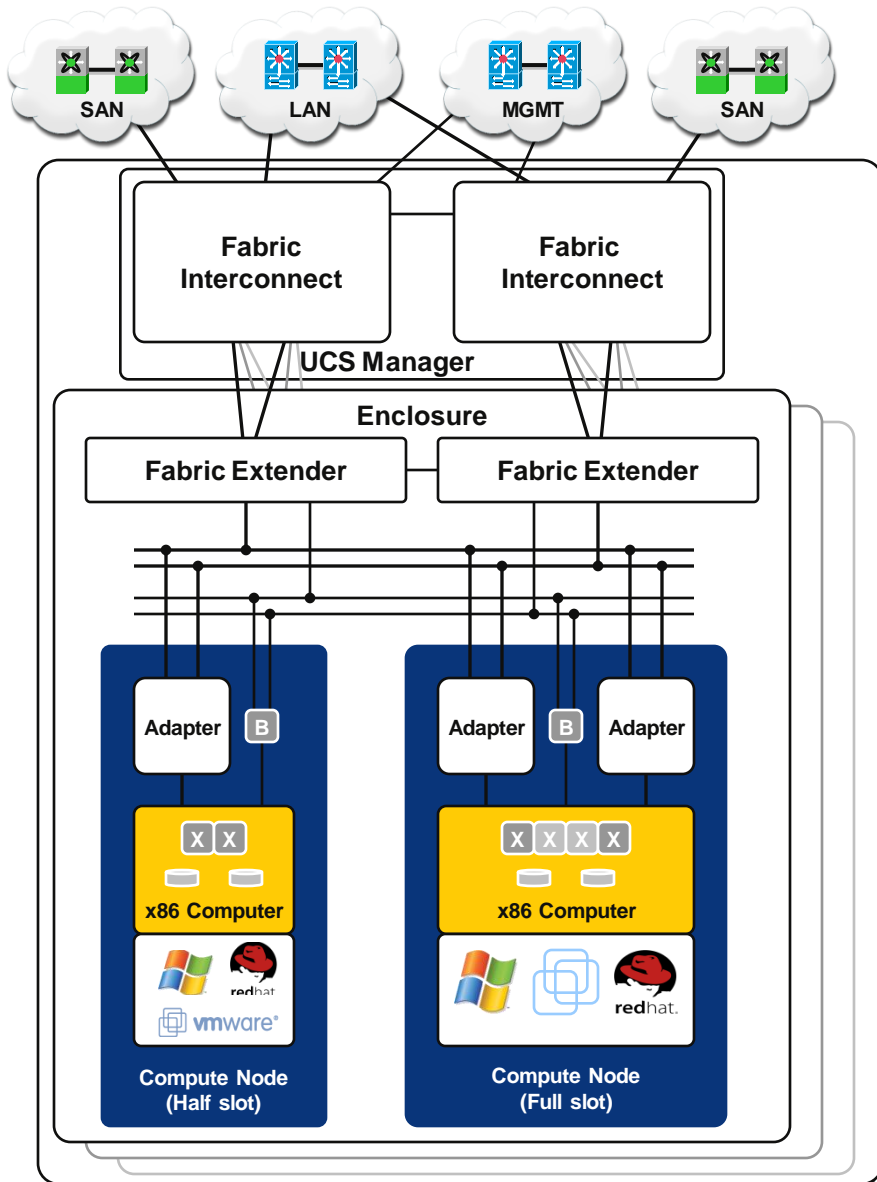 SAN
LAN
MGMT
SAN
Fabric
Interconnect
Fabric
Interconnect
UCS Manager
Enclosure
Fabric Extender
Fabric Extender
Adapter
B
Adapter
B
Adapter
X X
X X X X
x86 Computer
x86 Computer
redhat.
vmware®
redhat.
Compute Node
(Half slot)
Compute Node
(Full slot)